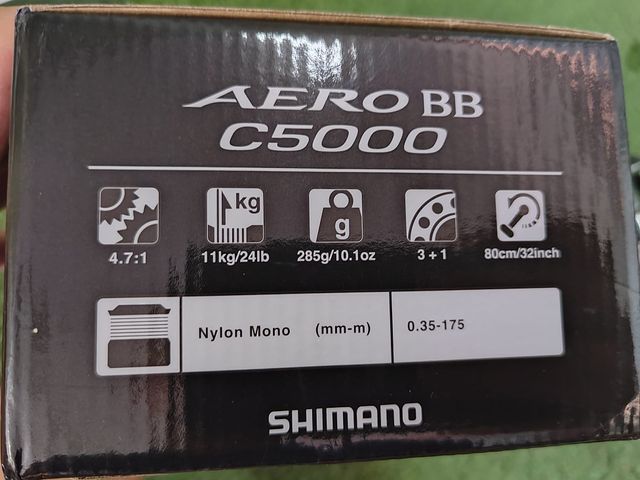 AERO BB
C5000
kg
g
4.7:1 11kg/24lb 285g/10.1oz 3+1 80cm/32inch
Nylon Mono (mm-m) 0.35-175
SHIMANO